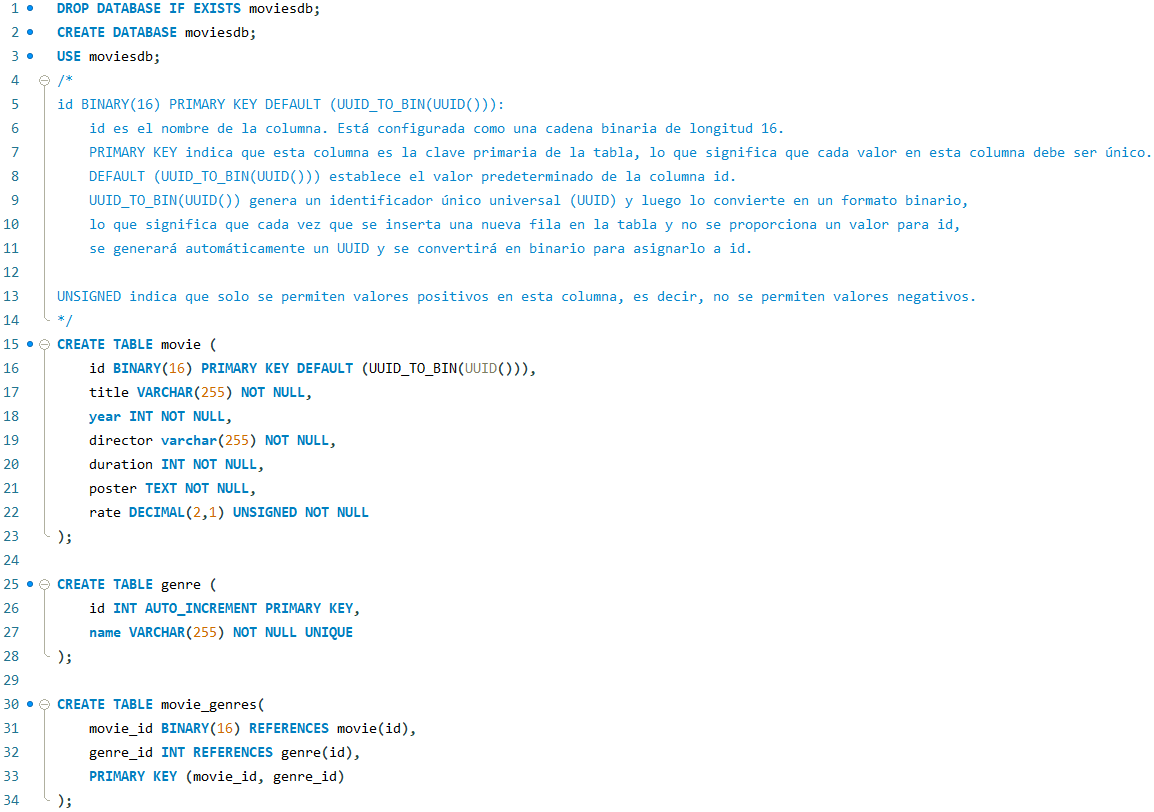 1 DROP DATABASE IF EXISTS moviesdb;
2 CREATE DATABASE moviesdb;
3 USE moviesdb;
4 /*
5 id BINARY(16) PRIMARY KEY DEFAULT (UUID_TO_BIN(UUID())):
6     id es el nombre de la columna. Está configurada como una cadena binaria de longitud 16.
7     PRIMARY KEY indica que esta columna es la clave primaria de la tabla, lo que significa que cada valor en esta columna debe ser único.
8     DEFAULT (UUID_TO_BIN(UUID())) establece el valor predeterminado de la columna id.
9     UUID_TO_BIN(UUID()) genera un identificador único universal (UUID) y luego lo convierte en un formato binario,
10     lo que significa que cada vez que se inserta una nueva fila en la tabla y no se proporciona un valor para id,
11     se generará automáticamente un UUID y se convertirá en binario para asignarlo a id.
12
13 UNSIGNED indica que solo se permiten valores positivos en esta columna, es decir, no se permiten valores negativos.
14 */
15 CREATE TABLE movie (
16     id BINARY(16) PRIMARY KEY DEFAULT (UUID_TO_BIN(UUID())),
17     title VARCHAR(255) NOT NULL,
18     year INT NOT NULL,
19     director varchar(255) NOT NULL,
20     duration INT NOT NULL,
21     poster TEXT NOT NULL,
22     rate DECIMAL(2,1) UNSIGNED NOT NULL
23 );
24
25 CREATE TABLE genre (
26     id INT AUTO_INCREMENT PRIMARY KEY,
27     name VARCHAR(255) NOT NULL UNIQUE
28 );
29
30 CREATE TABLE movie_genres(
31     movie_id BINARY(16) REFERENCES movie(id),
32     genre_id INT REFERENCES genre(id),
33     PRIMARY KEY (movie_id, genre_id)
34 );